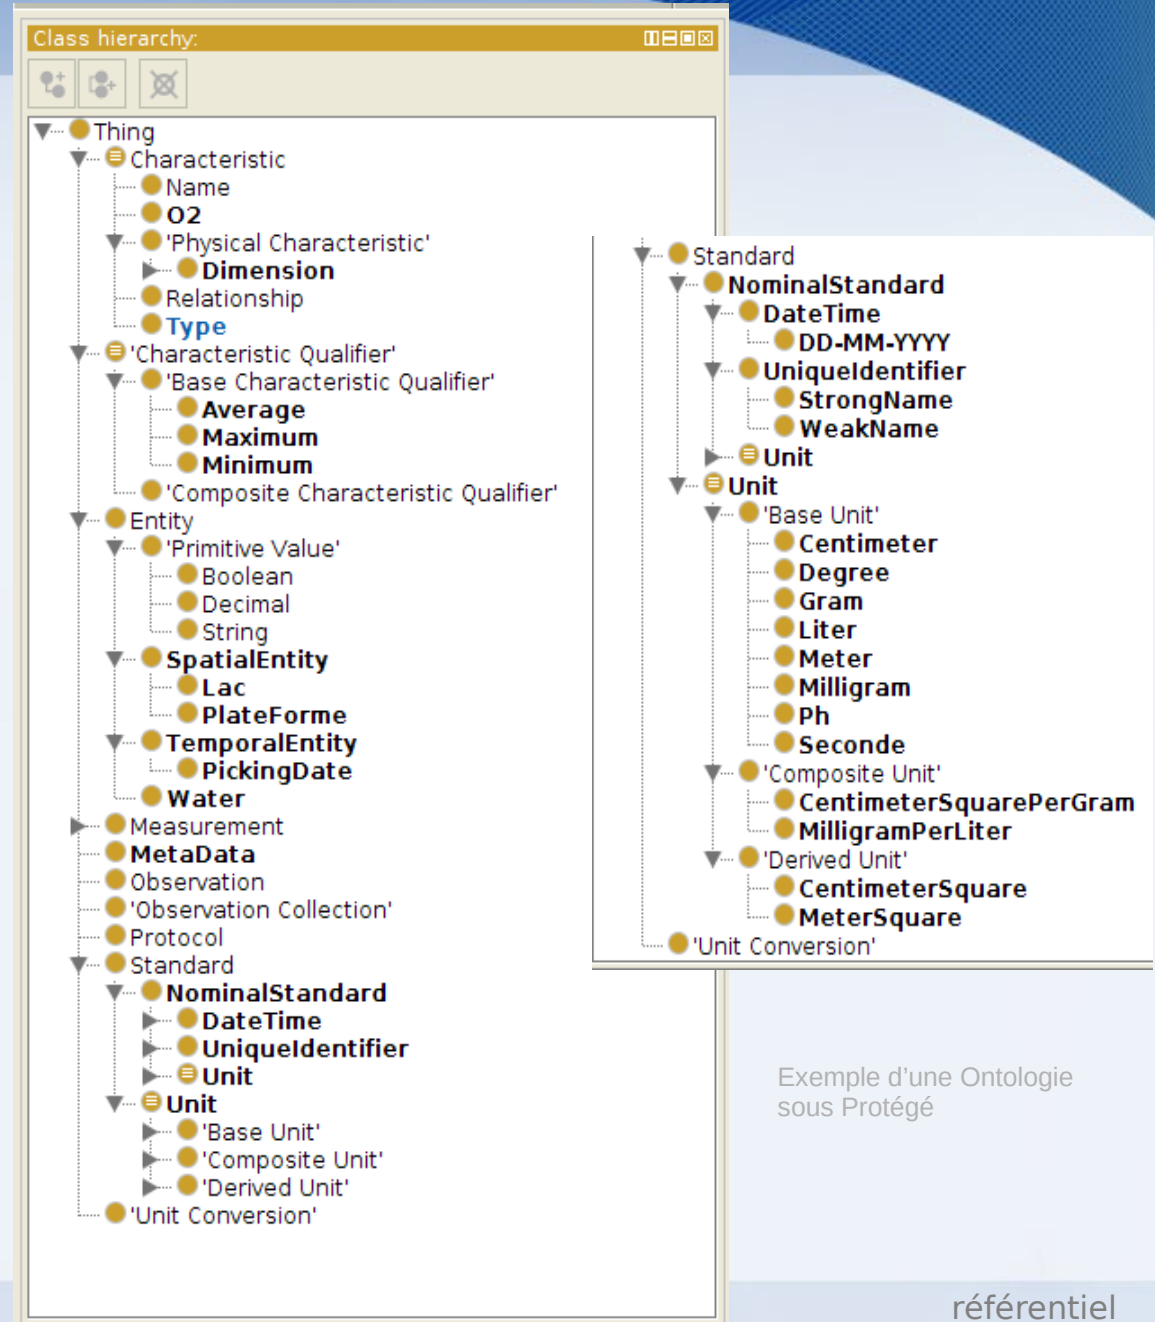 Class hierarchy:
Thing
Characteristic
Name
O2
'Physical Characteristic'
Dimension
Relationship
Type
'Characteristic Qualifier'
'Base Characteristic Qualifier'
Average
Maximum
Minimum
'Composite Characteristic Qualifier'
Entity
'Primitive Value'
Boolean
Decimal
String
SpatialEntity
Lac
PlateForme
TemporalEntity
PickingDate
Water
Measurement
MetaData
Observation
'Observation Collection'
Protocol
Standard
NominalStandard
DateTime
UniqueIdentifier
Unit
Unit
'Base Unit'
'Composite Unit'
'Derived Unit'
'Unit Conversion'
Standard
NominalStandard
DateTime
DD-MM-YYYY
UniqueIdentifier
StrongName
WeakName
Unit
Unit
'Base Unit'
Centimeter
Degree
Gram
Liter
Meter
Milligram
Ph
Seconde
'Composite Unit'
CentimeterSquarePerGram
MilligramPerLiter
'Derived Unit'
CentimeterSquare
MeterSquare
'Unit Conversion'
Exemple d’une Ontologie
sous Protégé
référentiel